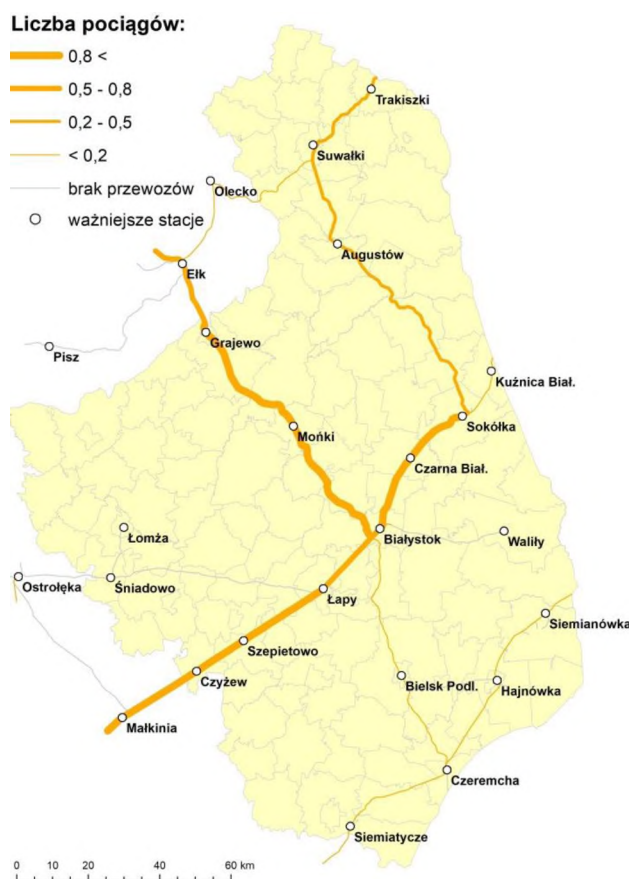 Liczba pociągów:
0,8 <
0,5 - 0,8
0,2 - 0,5
< 0,2
brak przewozów
ważniejsze stacje
Trakiszki
Suwałki
Olecko
Augustów
Ełk
Grajewo
Pisz
Kuźnica Biał.
Sokółka
Mońki
Czarna Biał.
Białystok
Waliły
Łomża
Ostrołęka
Śniadowo
Łapy
Siemianówka
Szepietowo
Czyżew
Bielsk Podl.
Hajnówka
Małkinia
Czeremcha
Siemiatycze
0 10 20 40 60 km